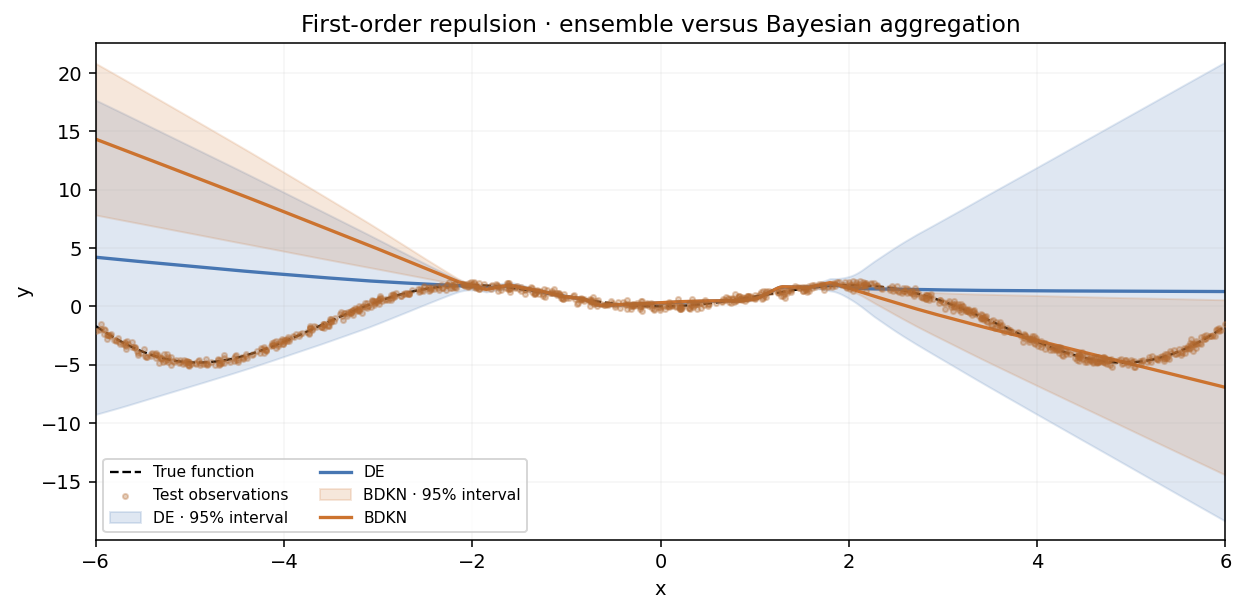 First-order repulsion · ensemble versus Bayesian aggregation
y
20
15
10
5
0
−5
−10
−15
True function
Test observations
DE · 95% interval
DE
BDKN · 95% interval
BDKN
−6 −4 −2 0 2 4 6
x